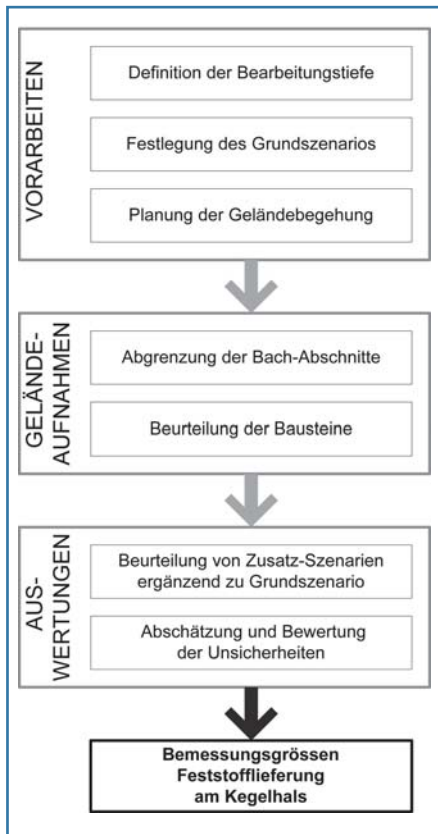 VORARBEITEN
Definition der Bearbeitungstiefe
Festlegung des Grundszenarios
Planung der Geländebegehung
GELÄNDE-
AUFNAHMEN
Abgrenzung der Bach-Abschnitte
Beurteilung der Bausteine
AUS-
WERTUNGEN
Beurteilung von Zusatz-Szenarien
ergänzend zu Grundszenario
Abschätzung und Bewertung
der Unsicherheiten
Bemessungsgrössen
Feststofflieferung
am Kegelhals